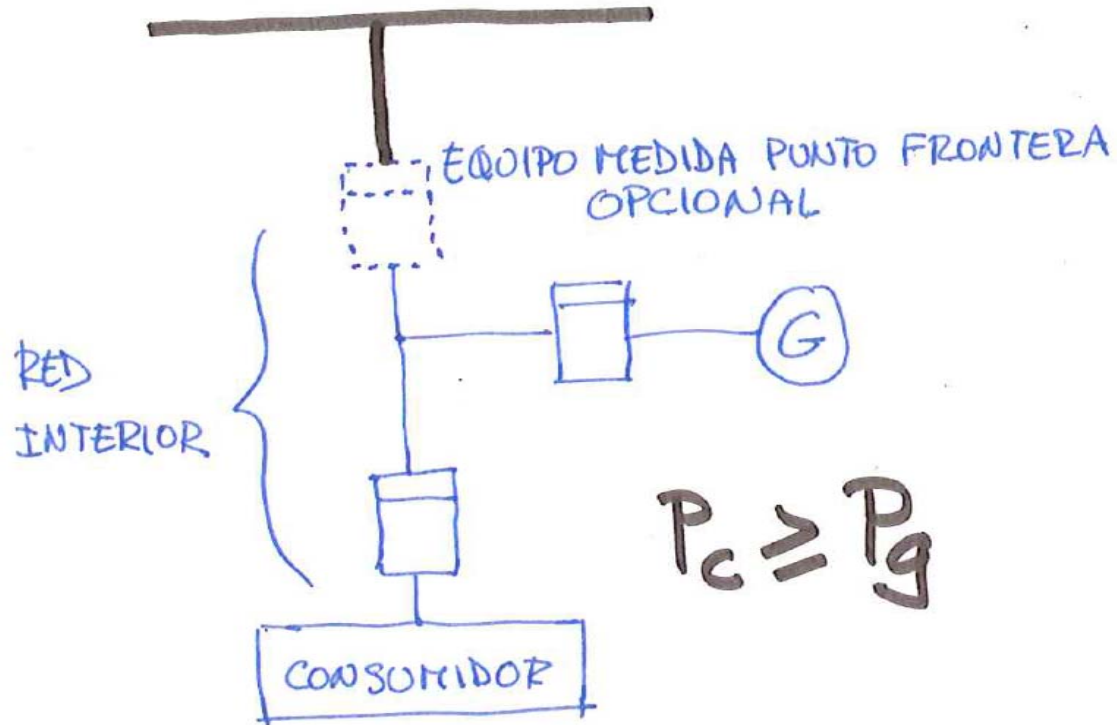 EQUIPO MEDIDA PUNTO FRONTERA
OPCIONAL
G
RED
INTERIOR
Pc ≥ Pg
CONSUMIDOR